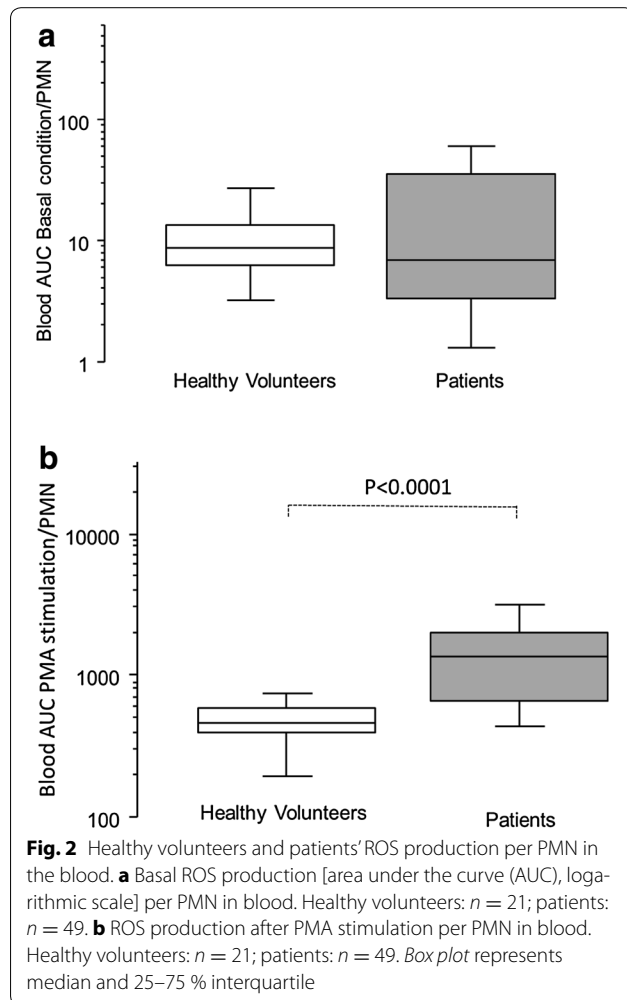 a
Blood AUC Basal condition/PMN
100
10
1
Healthy Volunteers
Patients
b
P<0.0001
Blood AUC PMA stimulation/PMN
10000
1000
100
Healthy Volunteers
Patients
Fig. 2 Healthy volunteers and patients' ROS production per PMN in
the blood. a Basal ROS production [area under the curve (AUC), loga-
rithmic scale] per PMN in blood. Healthy volunteers: n = 21; patients:
n = 49. b ROS production after PMA stimulation per PMN in blood.
Healthy volunteers: n = 21; patients: n = 49. Box plot represents
median and 25–75 % interquartile